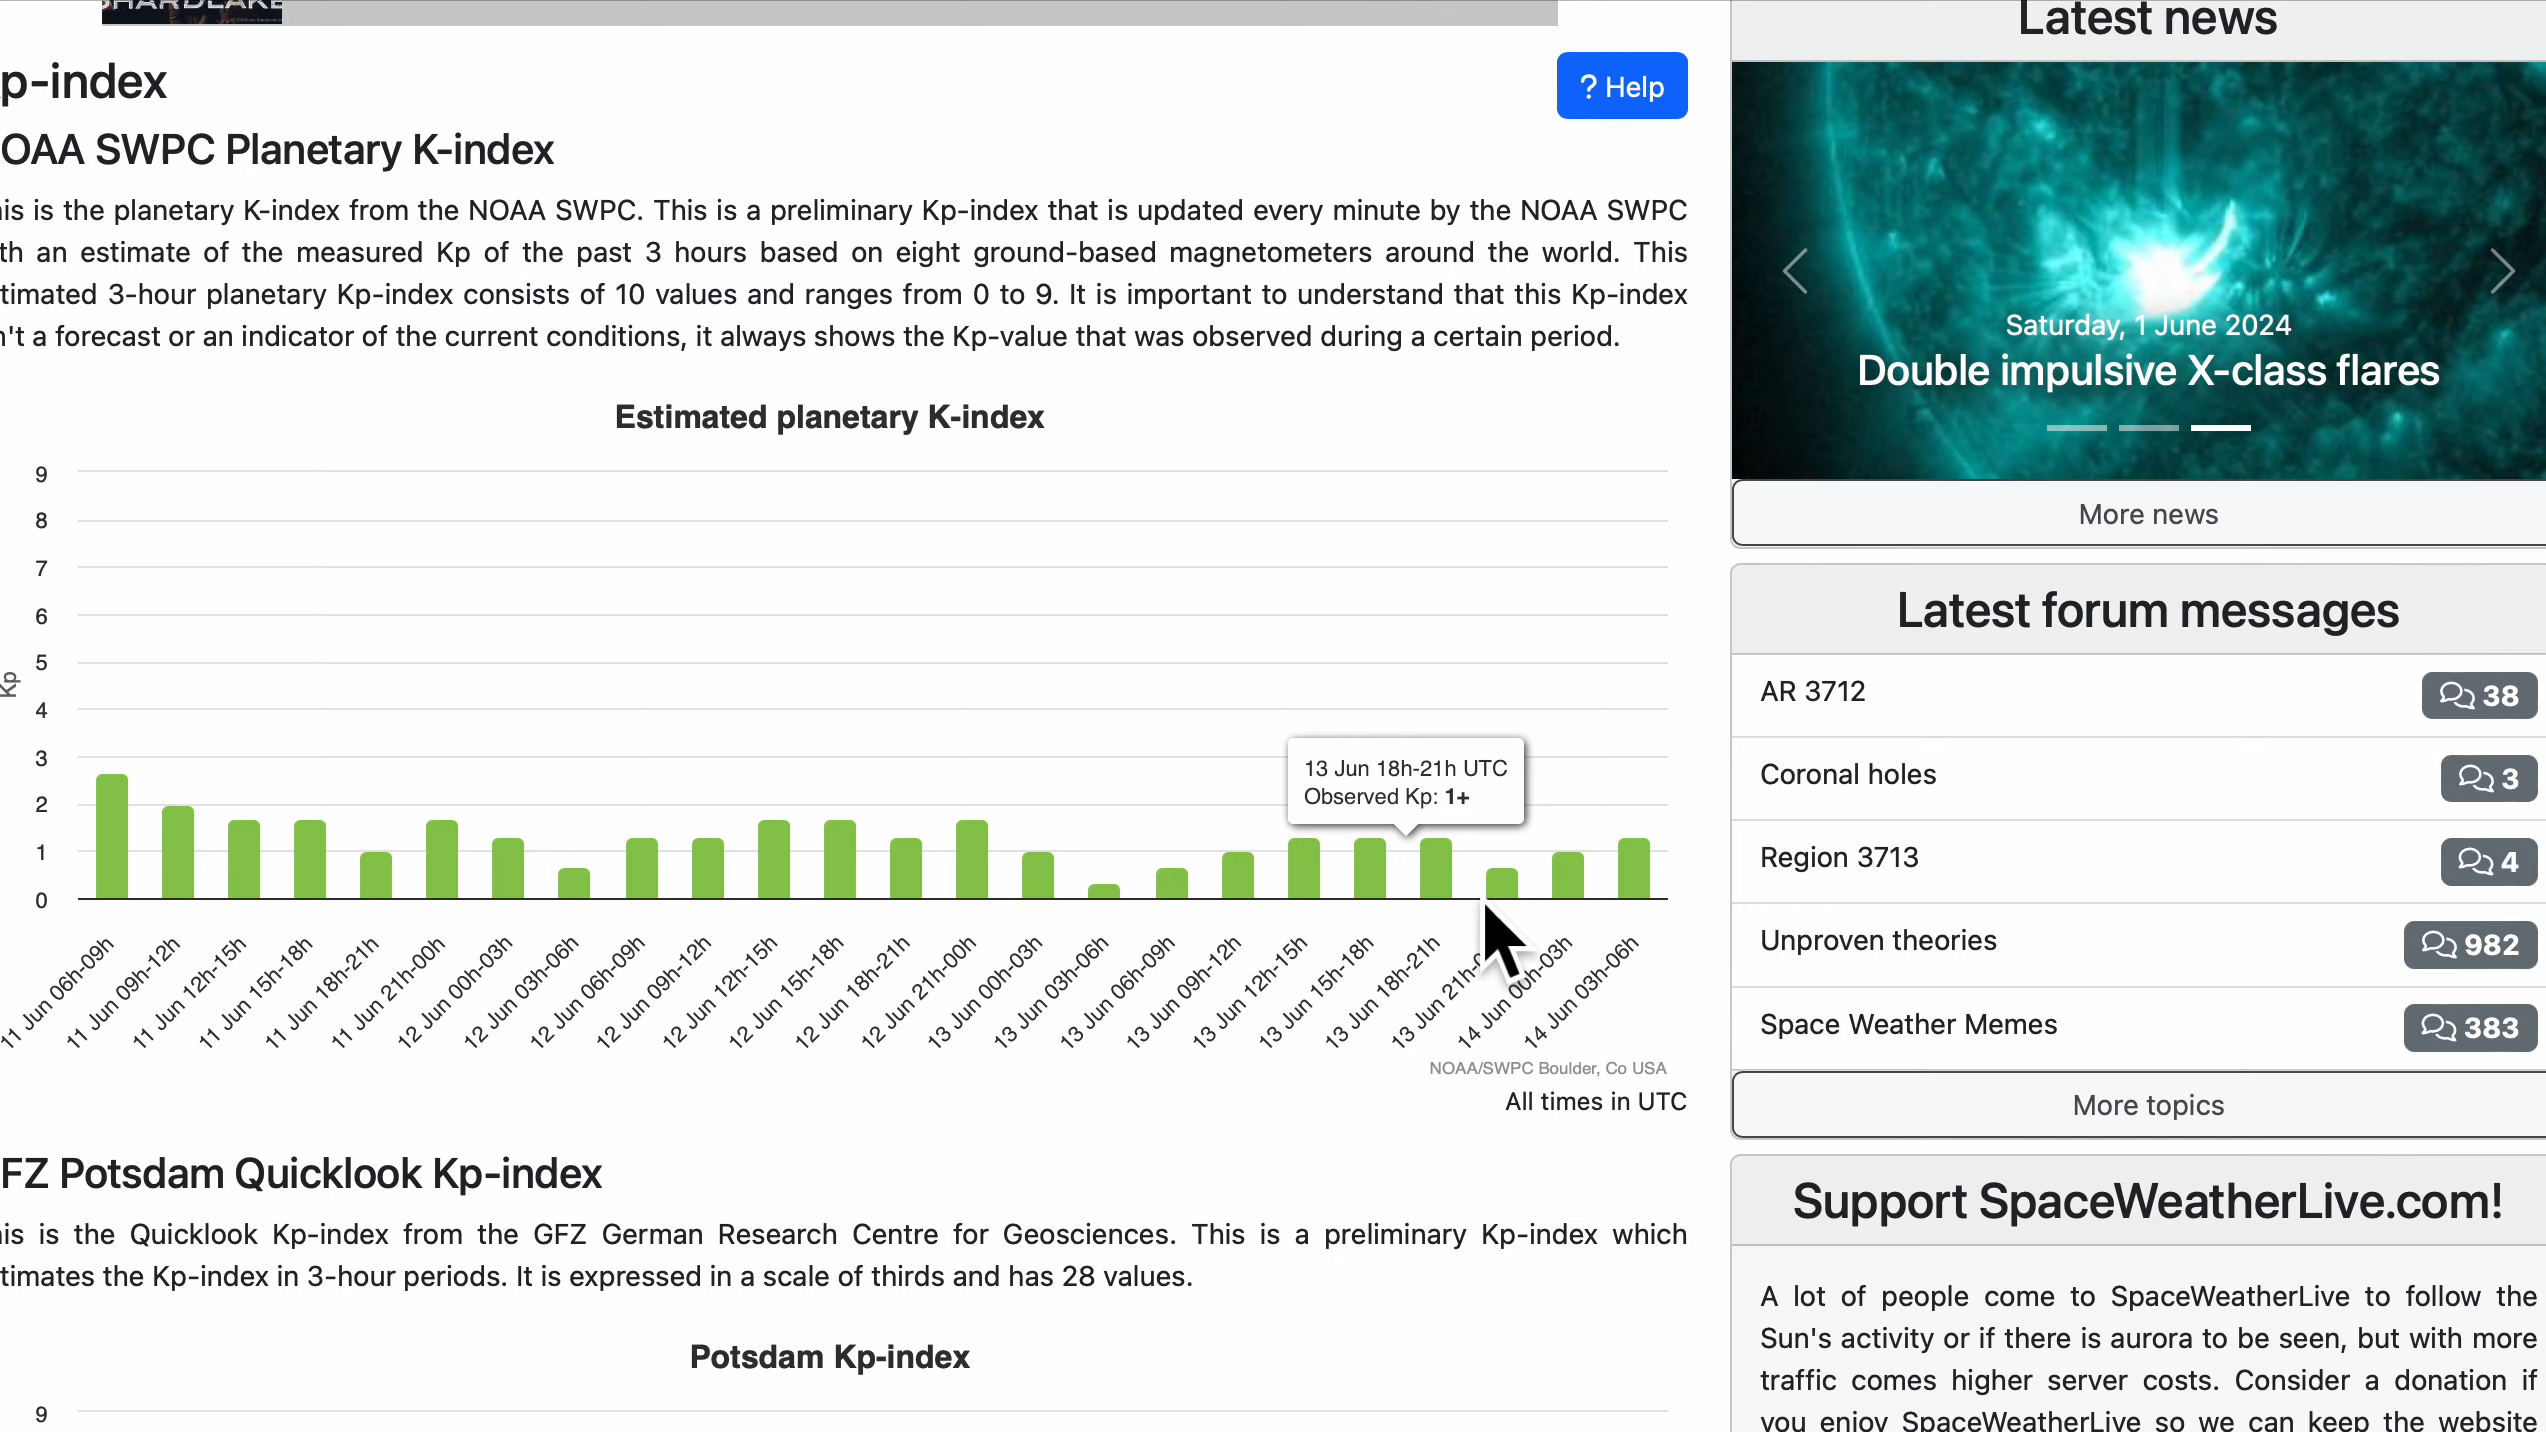 p-index
? Help
OAA SWPC Planetary K-index
is is the planetary K-index from the NOAA SWPC. This is a preliminary Kp-index that is updated every minute by the NOAA SWPC
th an estimate of the measured Kp of the past 3 hours based on eight ground-based magnetometers around the world. This
timated 3-hour planetary Kp-index consists of 10 values and ranges from 0 to 9. It is important to understand that this Kp-index
n't a forecast or an indicator of the current conditions, it always shows the Kp-value that was observed during a certain period.
Estimated planetary K-index
9
8
7
6
5
4
3
2
1
0
Kp
13 Jun 18h-21h UTC
Observed Kp: 1+
11 Jun 06h-09h
11 Jun 09h-12h
11 Jun 12h-15h
11 Jun 15h-18h
11 Jun 18h-21h
11 Jun 21h-00h
12 Jun 00h-03h
12 Jun 03h-06h
12 Jun 06h-09h
12 Jun 09h-12h
12 Jun 12h-15h
12 Jun 15h-18h
12 Jun 18h-21h
12 Jun 21h-00h
13 Jun 00h-03h
13 Jun 03h-06h
13 Jun 06h-09h
13 Jun 09h-12h
13 Jun 12h-15h
13 Jun 15h-18h
13 Jun 18h-21h
13 Jun 21h-
14 Jun 00h-03h
14 Jun 03h-06h
NOAA/SWPC Boulder, Co USA
All times in UTC
FZ Potsdam Quicklook Kp-index
is is the Quicklook Kp-index from the GFZ German Research Centre for Geosciences. This is a preliminary Kp-index which
timates the Kp-index in 3-hour periods. It is expressed in a scale of thirds and has 28 values.
Potsdam Kp-index
9
Latest news
Saturday, 1 June 2024
Double impulsive X-class flares
More news
Latest forum messages
AR 3712 38
Coronal holes 3
Region 3713 4
Unproven theories 982
Space Weather Memes 383
More topics
Support SpaceWeatherLive.com!
A lot of people come to SpaceWeatherLive to follow the
Sun's activity or if there is aurora to be seen, but with more
traffic comes higher server costs. Consider a donation if
you enjoy SpaceWeatherLive so we can keep the website